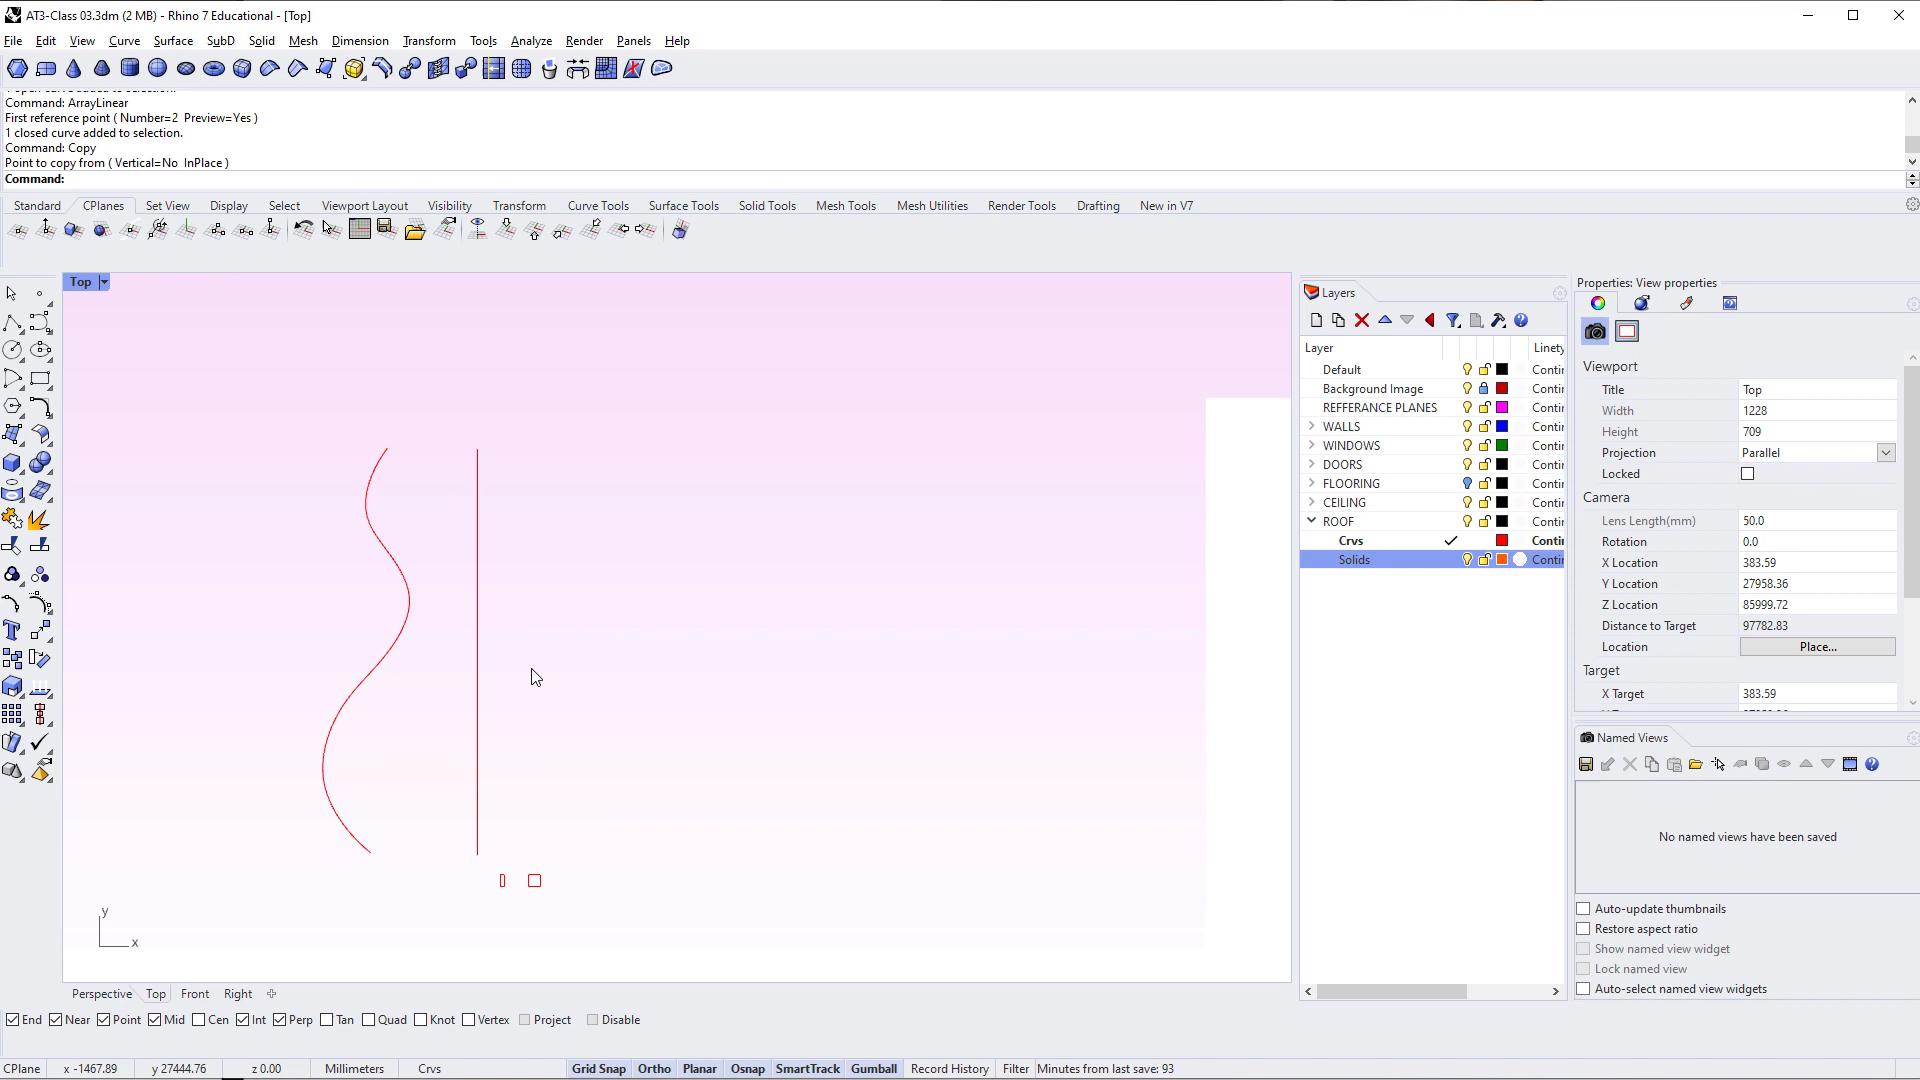 AT3-Class 03.3dm (2 MB) - Rhino 7 Educational - [Top]
File Edit View Curve Surface SubD Solid Mesh Dimension Transform Tools Analyze Render Panels Help
Command: ArrayLinear
First reference point ( Number=2 Preview=Yes )
1 closed curve added to selection.
Command: Copy
Point to copy from ( Vertical=No InPlace )
Command:
Standard CPlanes Set View Display Select Viewport Layout Visibility Transform Curve Tools Surface Tools Solid Tools Mesh Tools Mesh Utilities Render Tools Drafting New in V7
Top
y
x
Layers
Layer Linety
Default Contir
Background Image Contir
REFFERANCE PLANES Contir
WALLS Contir
WINDOWS Contir
DOORS Contir
FLOORING Contir
CEILING Contir
ROOF Contir
Crvs Contir
Solids Contir
Properties: View properties
Viewport
Title Top
Width 1228
Height 709
Projection Parallel
Locked
Camera
Lens Length(mm) 50.0
Rotation 0.0
X Location 383.59
Y Location 27958.36
Z Location 85999.72
Distance to Target 97782.83
Location Place...
Target
X Target 383.59
Named Views
No named views have been saved
Auto-update thumbnails
Restore aspect ratio
Show named view widget
Lock named view
Auto-select named view widgets
Perspective Top Front Right
End Near Point Mid Cen Int Perp Tan Quad Knot Vertex Project Disable
CPlane x -1467.89 y 27444.76 z 0.00 Millimeters Crvs Grid Snap Ortho Planar Osnap SmartTrack Gumball Record History Filter Minutes from last save: 93